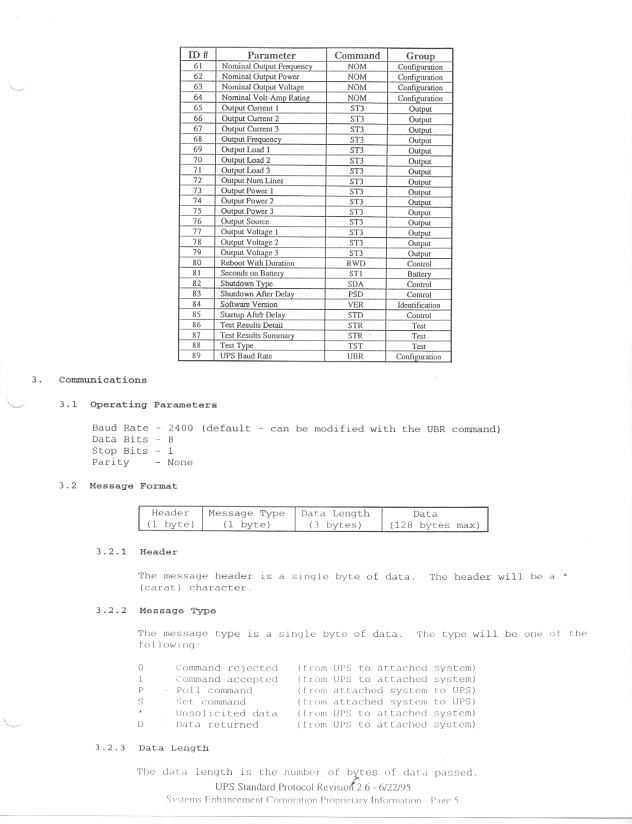 ID # Parameter Command Group
61 Nominal Output Frequency NOM Configuration
62 Nominal Output Power NOM Configuration
63 Nominal Output Voltage NOM Configuration
64 Nominal Volt-Amp Rating NOM Configuration
65 Output Current 1 ST3 Output
66 Output Current 2 ST3 Output
67 Output Current 3 ST3 Output
68 Output Frequency ST3 Output
69 Output Load 1 ST3 Output
70 Output Load 2 ST3 Output
71 Output Load 3 ST3 Output
72 Output Num Lines ST3 Output
73 Output Power 1 ST3 Output
74 Output Power 2 ST3 Output
75 Output Power 3 ST3 Output
76 Output Source ST3 Output
77 Output Voltage 1 ST3 Output
78 Output Voltage 2 ST3 Output
79 Output Voltage 3 ST3 Output
80 Reboot With Duration RWD Control
81 Seconds on Battery ST1 Battery
82 Shutdown Type SDA Control
83 Shutdown After Delay PSD Control
84 Software Version VER Identification
85 Startup After Delay STD Control
86 Test Results Detail STR Test
87 Test Results Summary STR Test
88 Test Type TST Test
89 UPS Baud Rate UBR Configuration
3. Communications
3.1 Operating Parameters
Baud Rate - 2400 (default - can be modified with the UBR command)
Data Bits - 8
Stop Bits - 1
Parity - None
3.2 Message Format
Header Message Type Data Length Data
(1 byte) (1 byte) (3 bytes) (128 bytes max)
3.2.1 Header
The message header is a single byte of data. The header will be a ^
(carat) character.
3.2.2 Message Type
The message type is a single byte of data. The type will be one of the
following:
0 Command rejected (from UPS to attached system)
1 Command accepted (from UPS to attached system)
P - Poll command (from attached system to UPS)
S Set command (from attached system to UPS)
* - Unsolicited data (from UPS to attached system)
D - Data returned (from UPS to attached system)
3.2.3 Data Length
The data length is the number of bytes of data passed.
UPS Standard Protocol Revision 2.6 - 6/22/95
Systems Enhancement Corporation Proprietary Information - Page 5